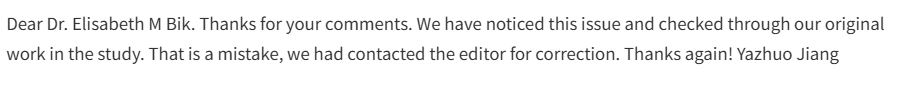 Dear Dr. Elisabeth M Bik. Thanks for your comments. We have noticed this issue and checked through our original
work in the study. That is a mistake, we had contacted the editor for correction. Thanks again! Yazhuo Jiang